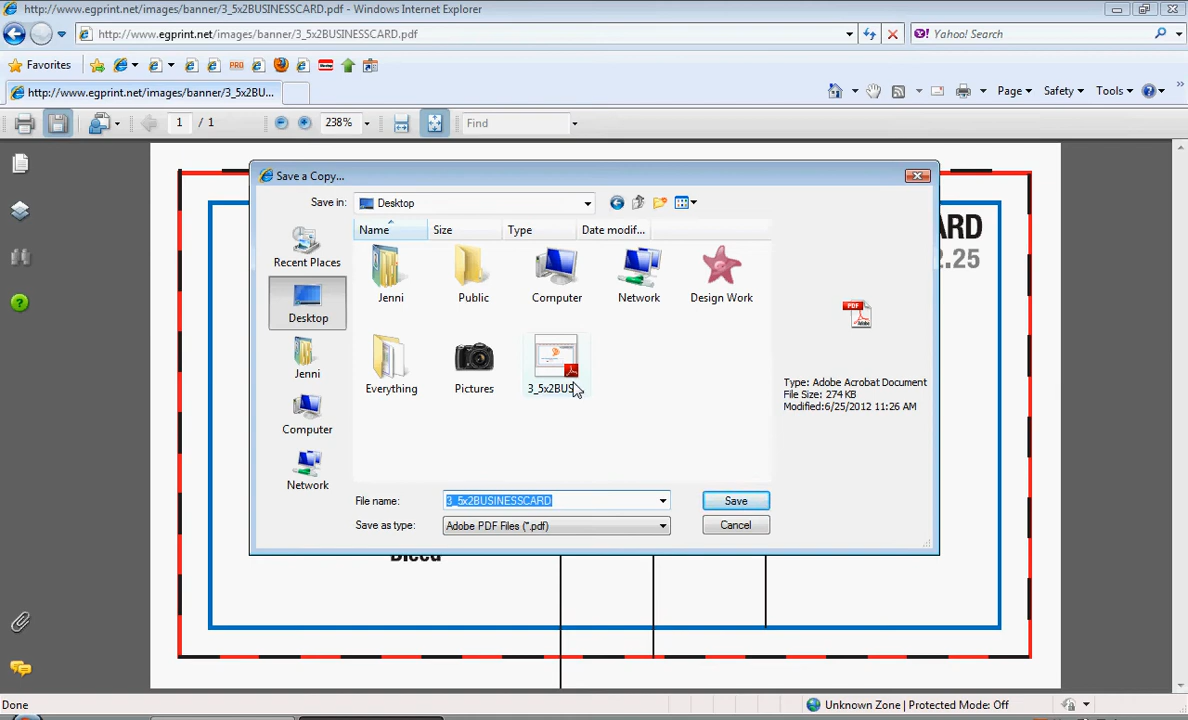 http://www.egprint.net/images/banner/3_5x2BUSINESSCARD.pdf - Windows Internet Explorer
http://www.egprint.net/images/banner/3_5x2BUSINESSCARD.pdf
Yahoo! Search
Favorites
PRO
http://www.egprint.net/images/banner/3_5x2BU...
Page
Safety
Tools
1 / 1
238%
Find
Save a Copy...
Save in:
Desktop
Name
Size
Type
Date modif...
Recent Places
Desktop
Jenni
Computer
Network
Jenni
Public
Computer
Network
Design Work
Everything
Pictures
3_5x2BUS
PDF
Adobe
Type: Adobe Acrobat Document
File Size: 274 KB
Modified:6/25/2012 11:26 AM
File name:
3_5x2BUSINESSCARD
Save
Save as type:
Adobe PDF Files (*.pdf)
Cancel
ARD
2.25
Bleed
Done
Unknown Zone | Protected Mode: Off